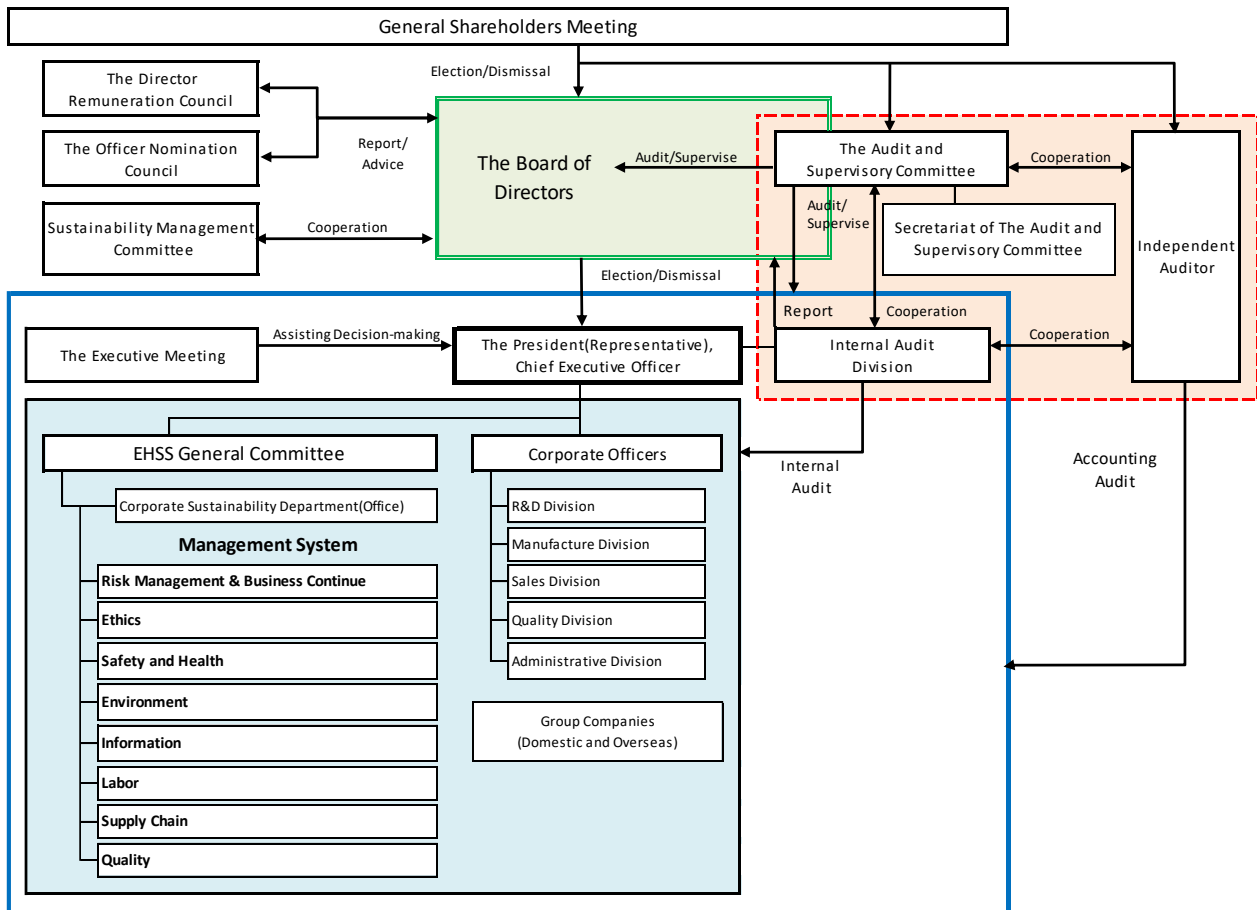 General Shareholders Meeting
Election/Dismissal
The Director
Remuneration Council
The Officer Nomination
Council
Report/
Advice
Sustainability Management
Committee
Cooperation
The Board of
Directors
Audit/Supervise
The Audit and
Supervisory Committee
Cooperation
Audit/
Supervise
Secretariat of The Audit and
Supervisory Committee
Independent
Auditor
Election/Dismissal
Report
Cooperation
The Executive Meeting
Assisting Decision-making
The President(Representative),
Chief Executive Officer
Internal Audit
Division
Cooperation
EHSS General Committee
Corporate Officers
Internal
Audit
Accounting
Audit
Corporate Sustainability Department(Office)
Management System
Risk Management & Business Continue
Ethics
Safety and Health
Environment
Information
Labor
Supply Chain
Quality
R&D Division
Manufacture Division
Sales Division
Quality Division
Administrative Division
Group Companies
(Domestic and Overseas)